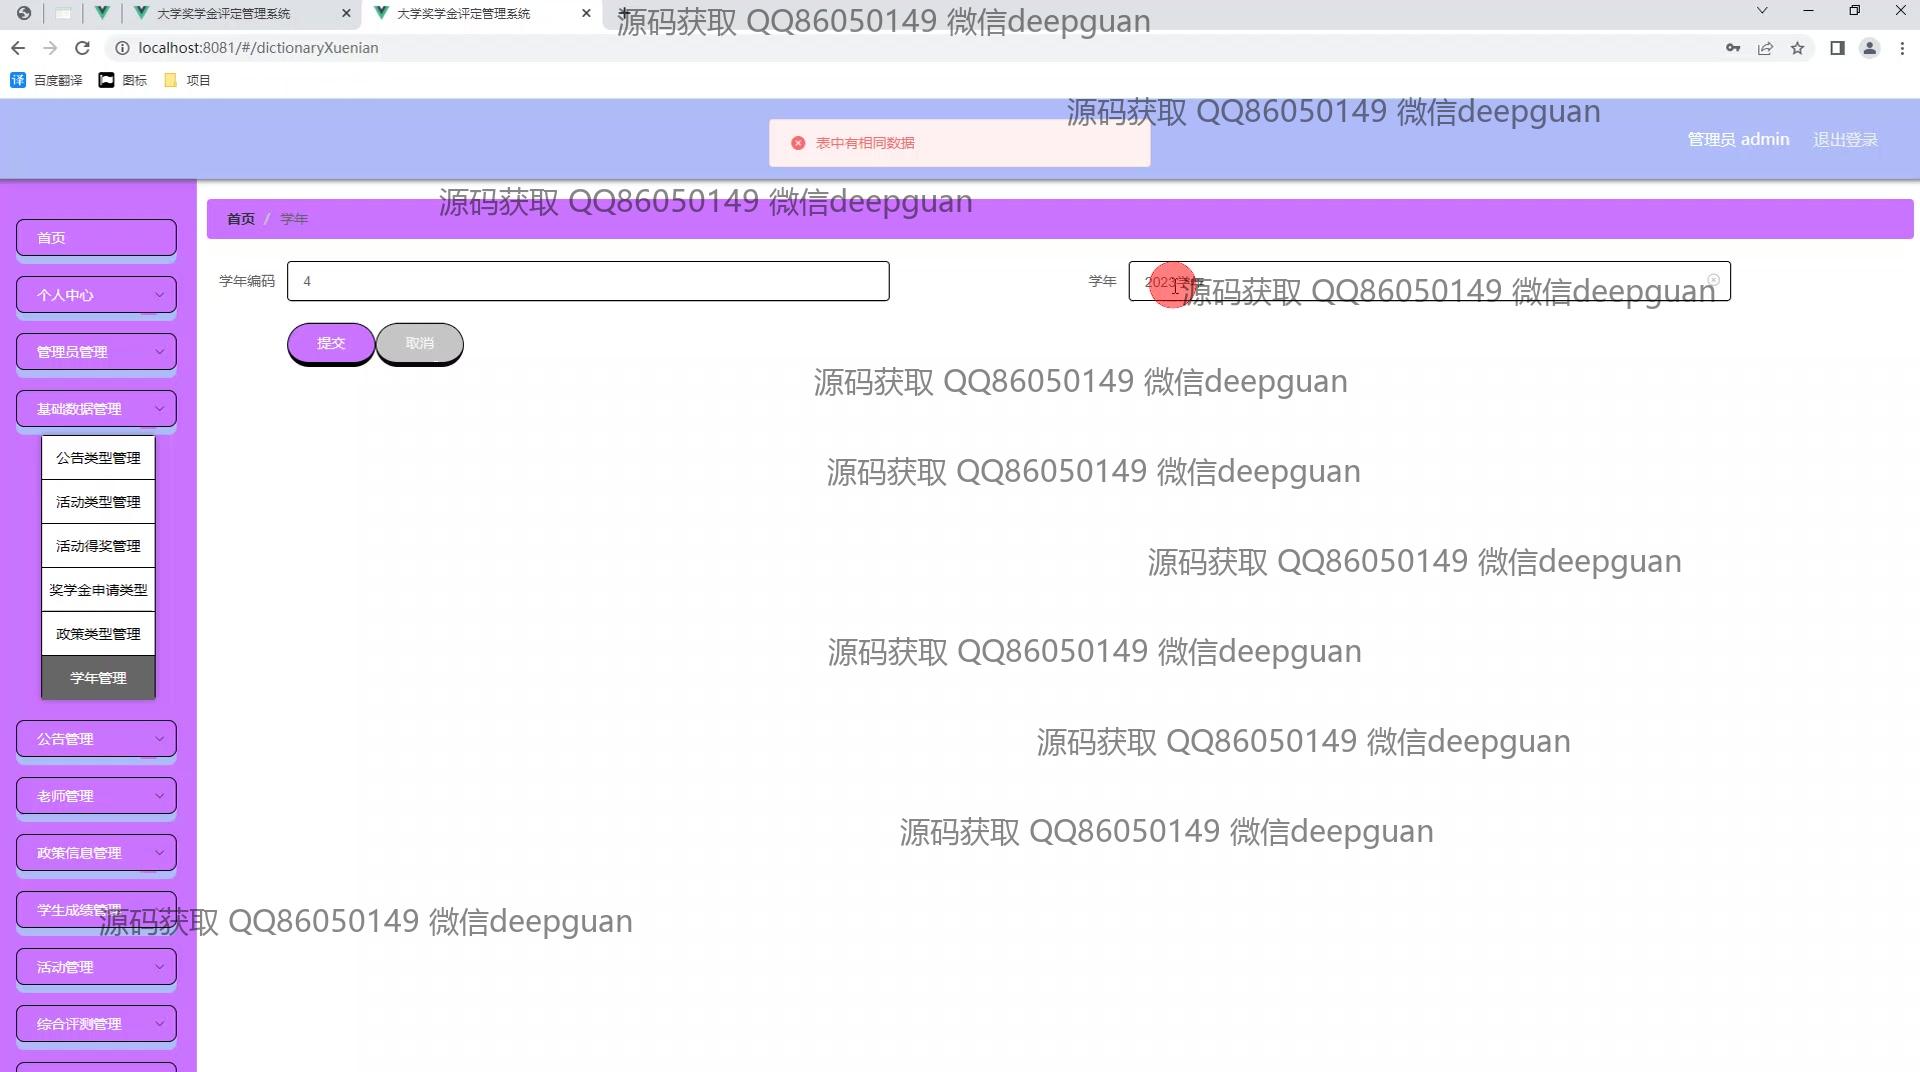 大学奖学金评定管理系统
大学奖学金评定管理系统
源码获取 QQ86050149 微信deepguan
localhost:8081/#/dictionaryXuenian
百度翻译
图标
项目
源码获取 QQ86050149 微信deepguan
表中有相同数据
管理员 admin
退出登录
源码获取 QQ86050149 微信deepguan
首页 / 学年
首页
学年编码
4
学年
2023学年
源码获取 QQ86050149 微信deepguan
个人中心
提交
取消
管理员管理
源码获取 QQ86050149 微信deepguan
基础数据管理
公告类型管理
源码获取 QQ86050149 微信deepguan
活动类型管理
活动得奖管理
源码获取 QQ86050149 微信deepguan
奖学金申请类型
政策类型管理
源码获取 QQ86050149 微信deepguan
学年管理
公告管理
源码获取 QQ86050149 微信deepguan
老师管理
源码获取 QQ86050149 微信deepguan
政策信息管理
学生成绩管理
源码获取 QQ86050149 微信deepguan
活动管理
综合评测管理